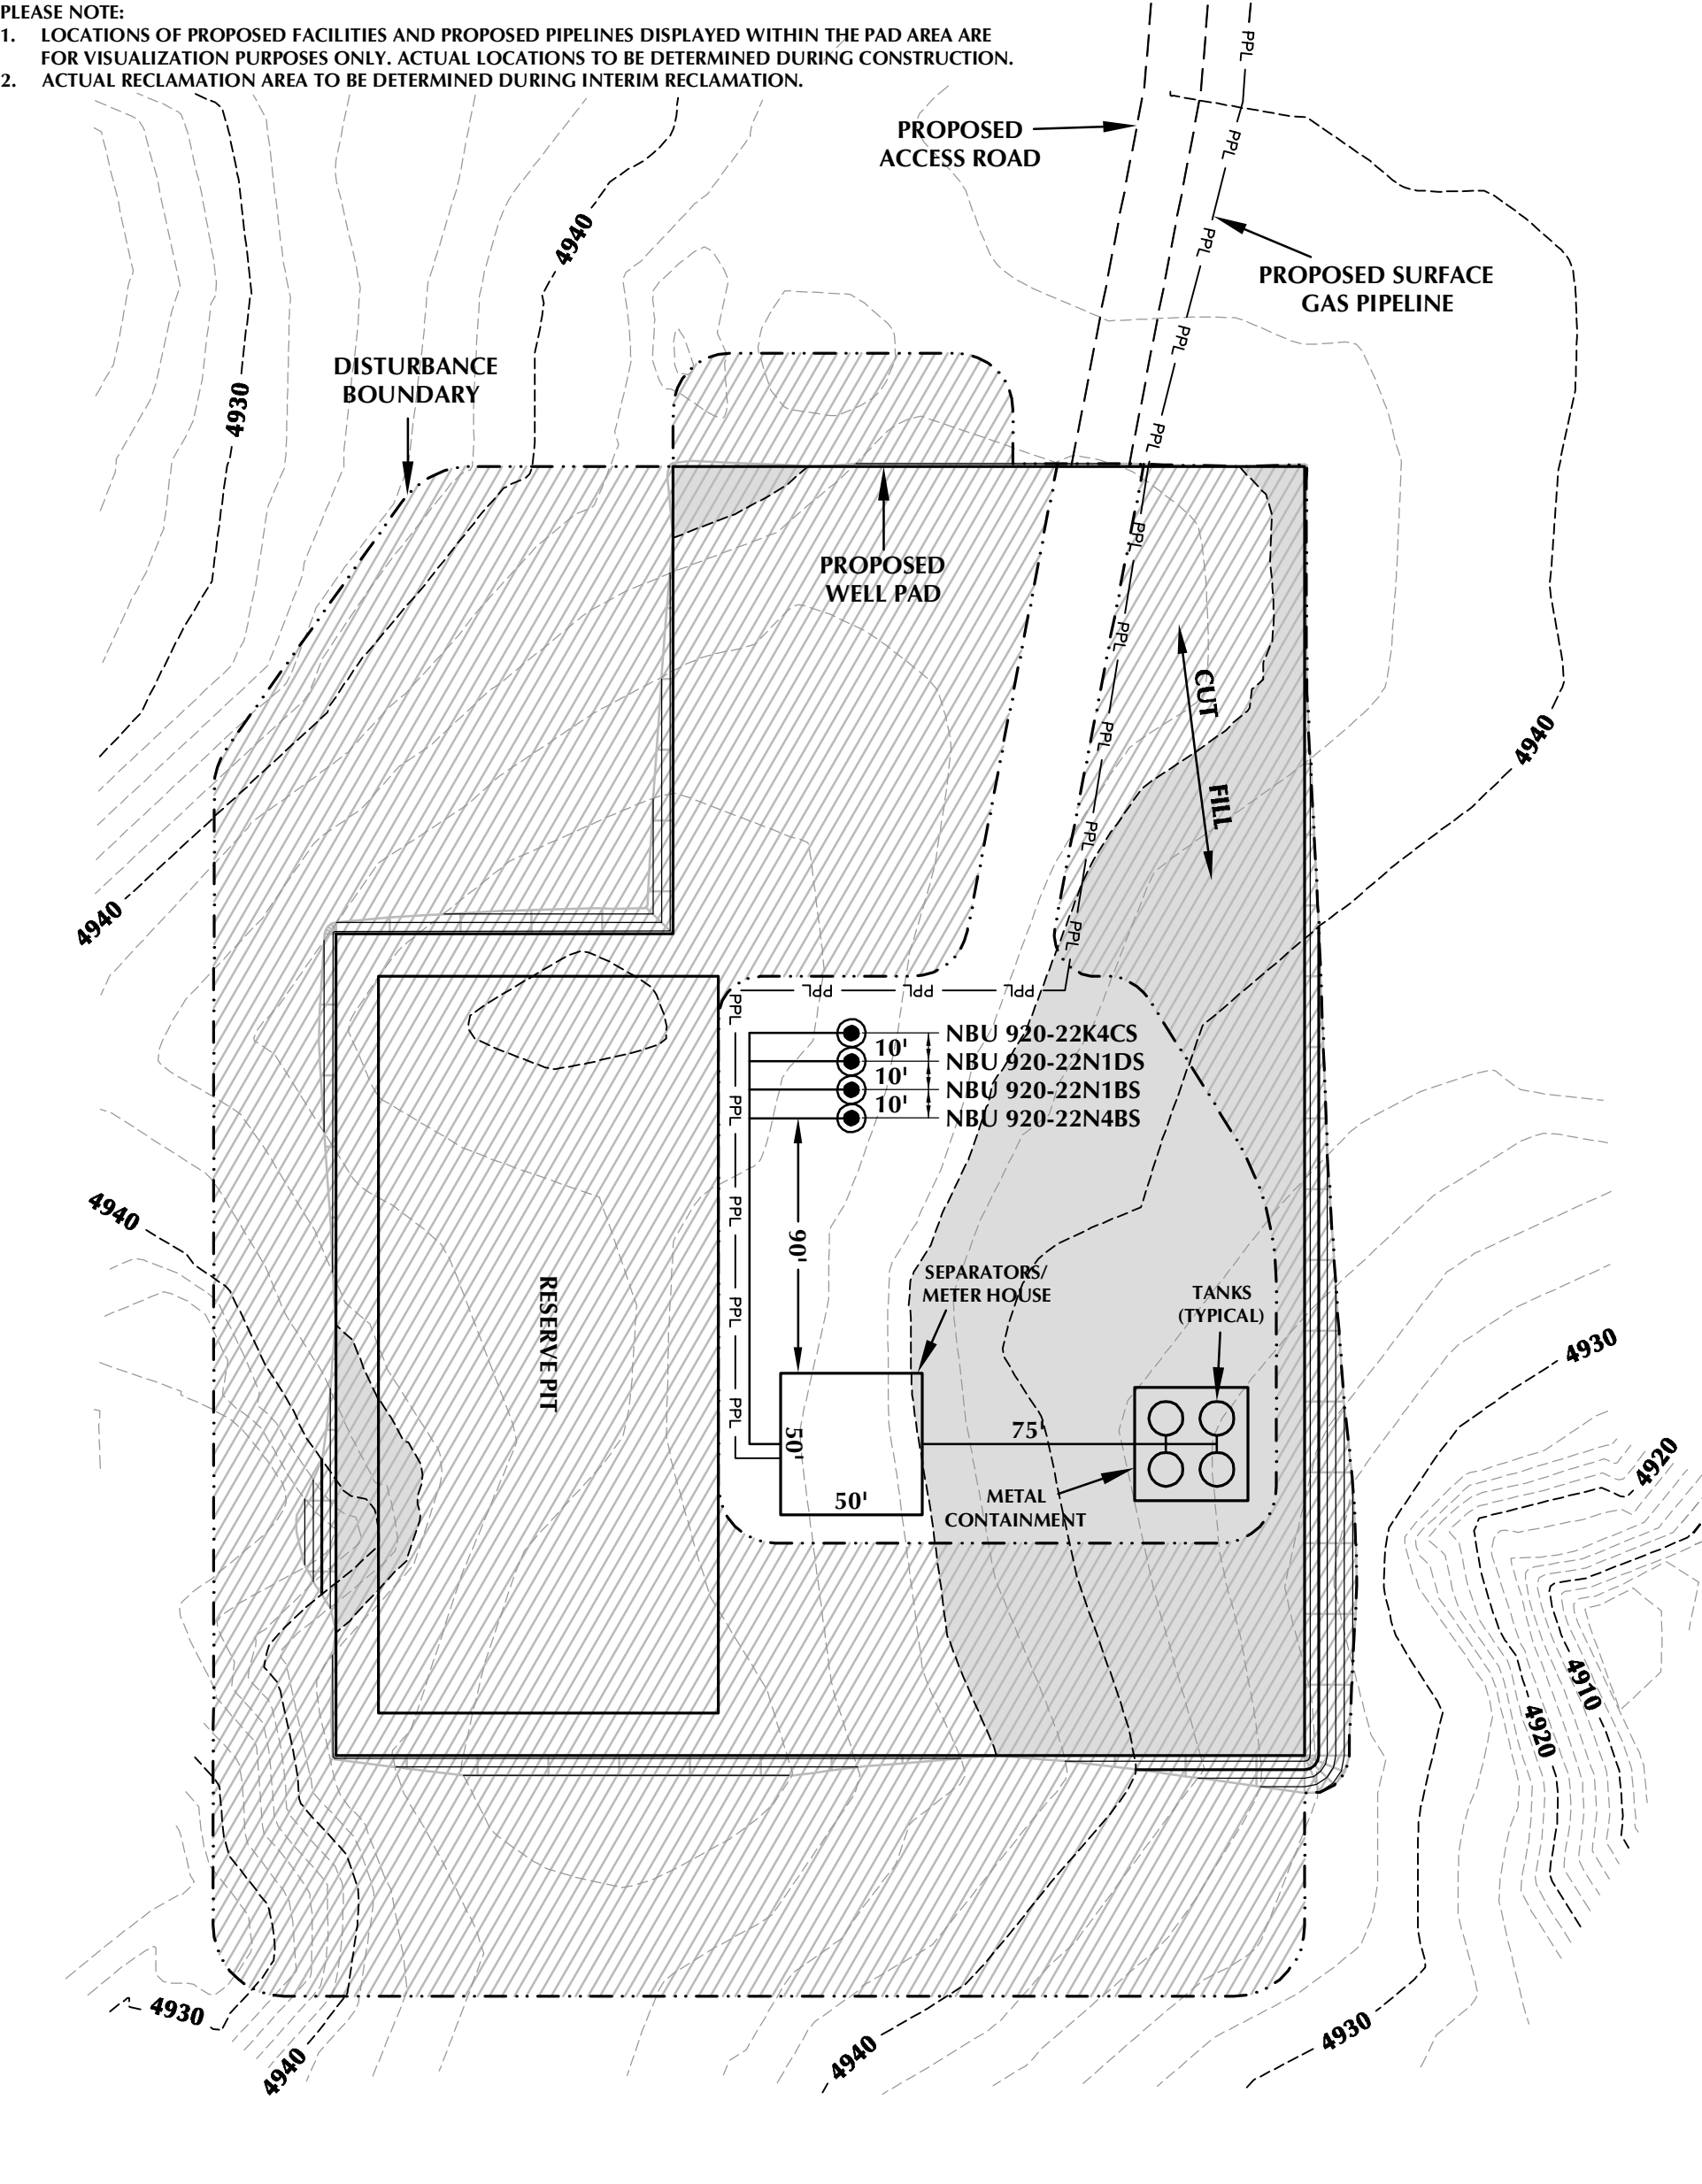 PLEASE NOTE:
1. LOCATIONS OF PROPOSED FACILITIES AND PROPOSED PIPELINES DISPLAYED WITHIN THE PAD AREA ARE
FOR VISUALIZATION PURPOSES ONLY. ACTUAL LOCATIONS TO BE DETERMINED DURING CONSTRUCTION.
2. ACTUAL RECLAMATION AREA TO BE DETERMINED DURING INTERIM RECLAMATION.
PPL
PROPOSED
ACCESS ROAD
PPL
4940
PPL
PROPOSED SURFACE
GAS PIPELINE
PPL
DISTURBANCE
BOUNDARY
4930
PPL
PPL
PROPOSED
WELL PAD
PPL
CUT
PPL
4940
FILL
PPL
4940
PPL
PPL
PPL
PPL
PPL
NBU 920-22K4CS
10'
NBU 920-22N1DS
10'
NBU 920-22N1BS
10'
NBU 920-22N4BS
PPL
4940
PPL
90'
SEPARATORS/
METER HOUSE
TANKS
(TYPICAL)
RESERVE PIT
PPL
4930
PPL
50'
75'
4920
50'
METAL
CONTAINMENT
4910
4920
4930
4940
4940
4930